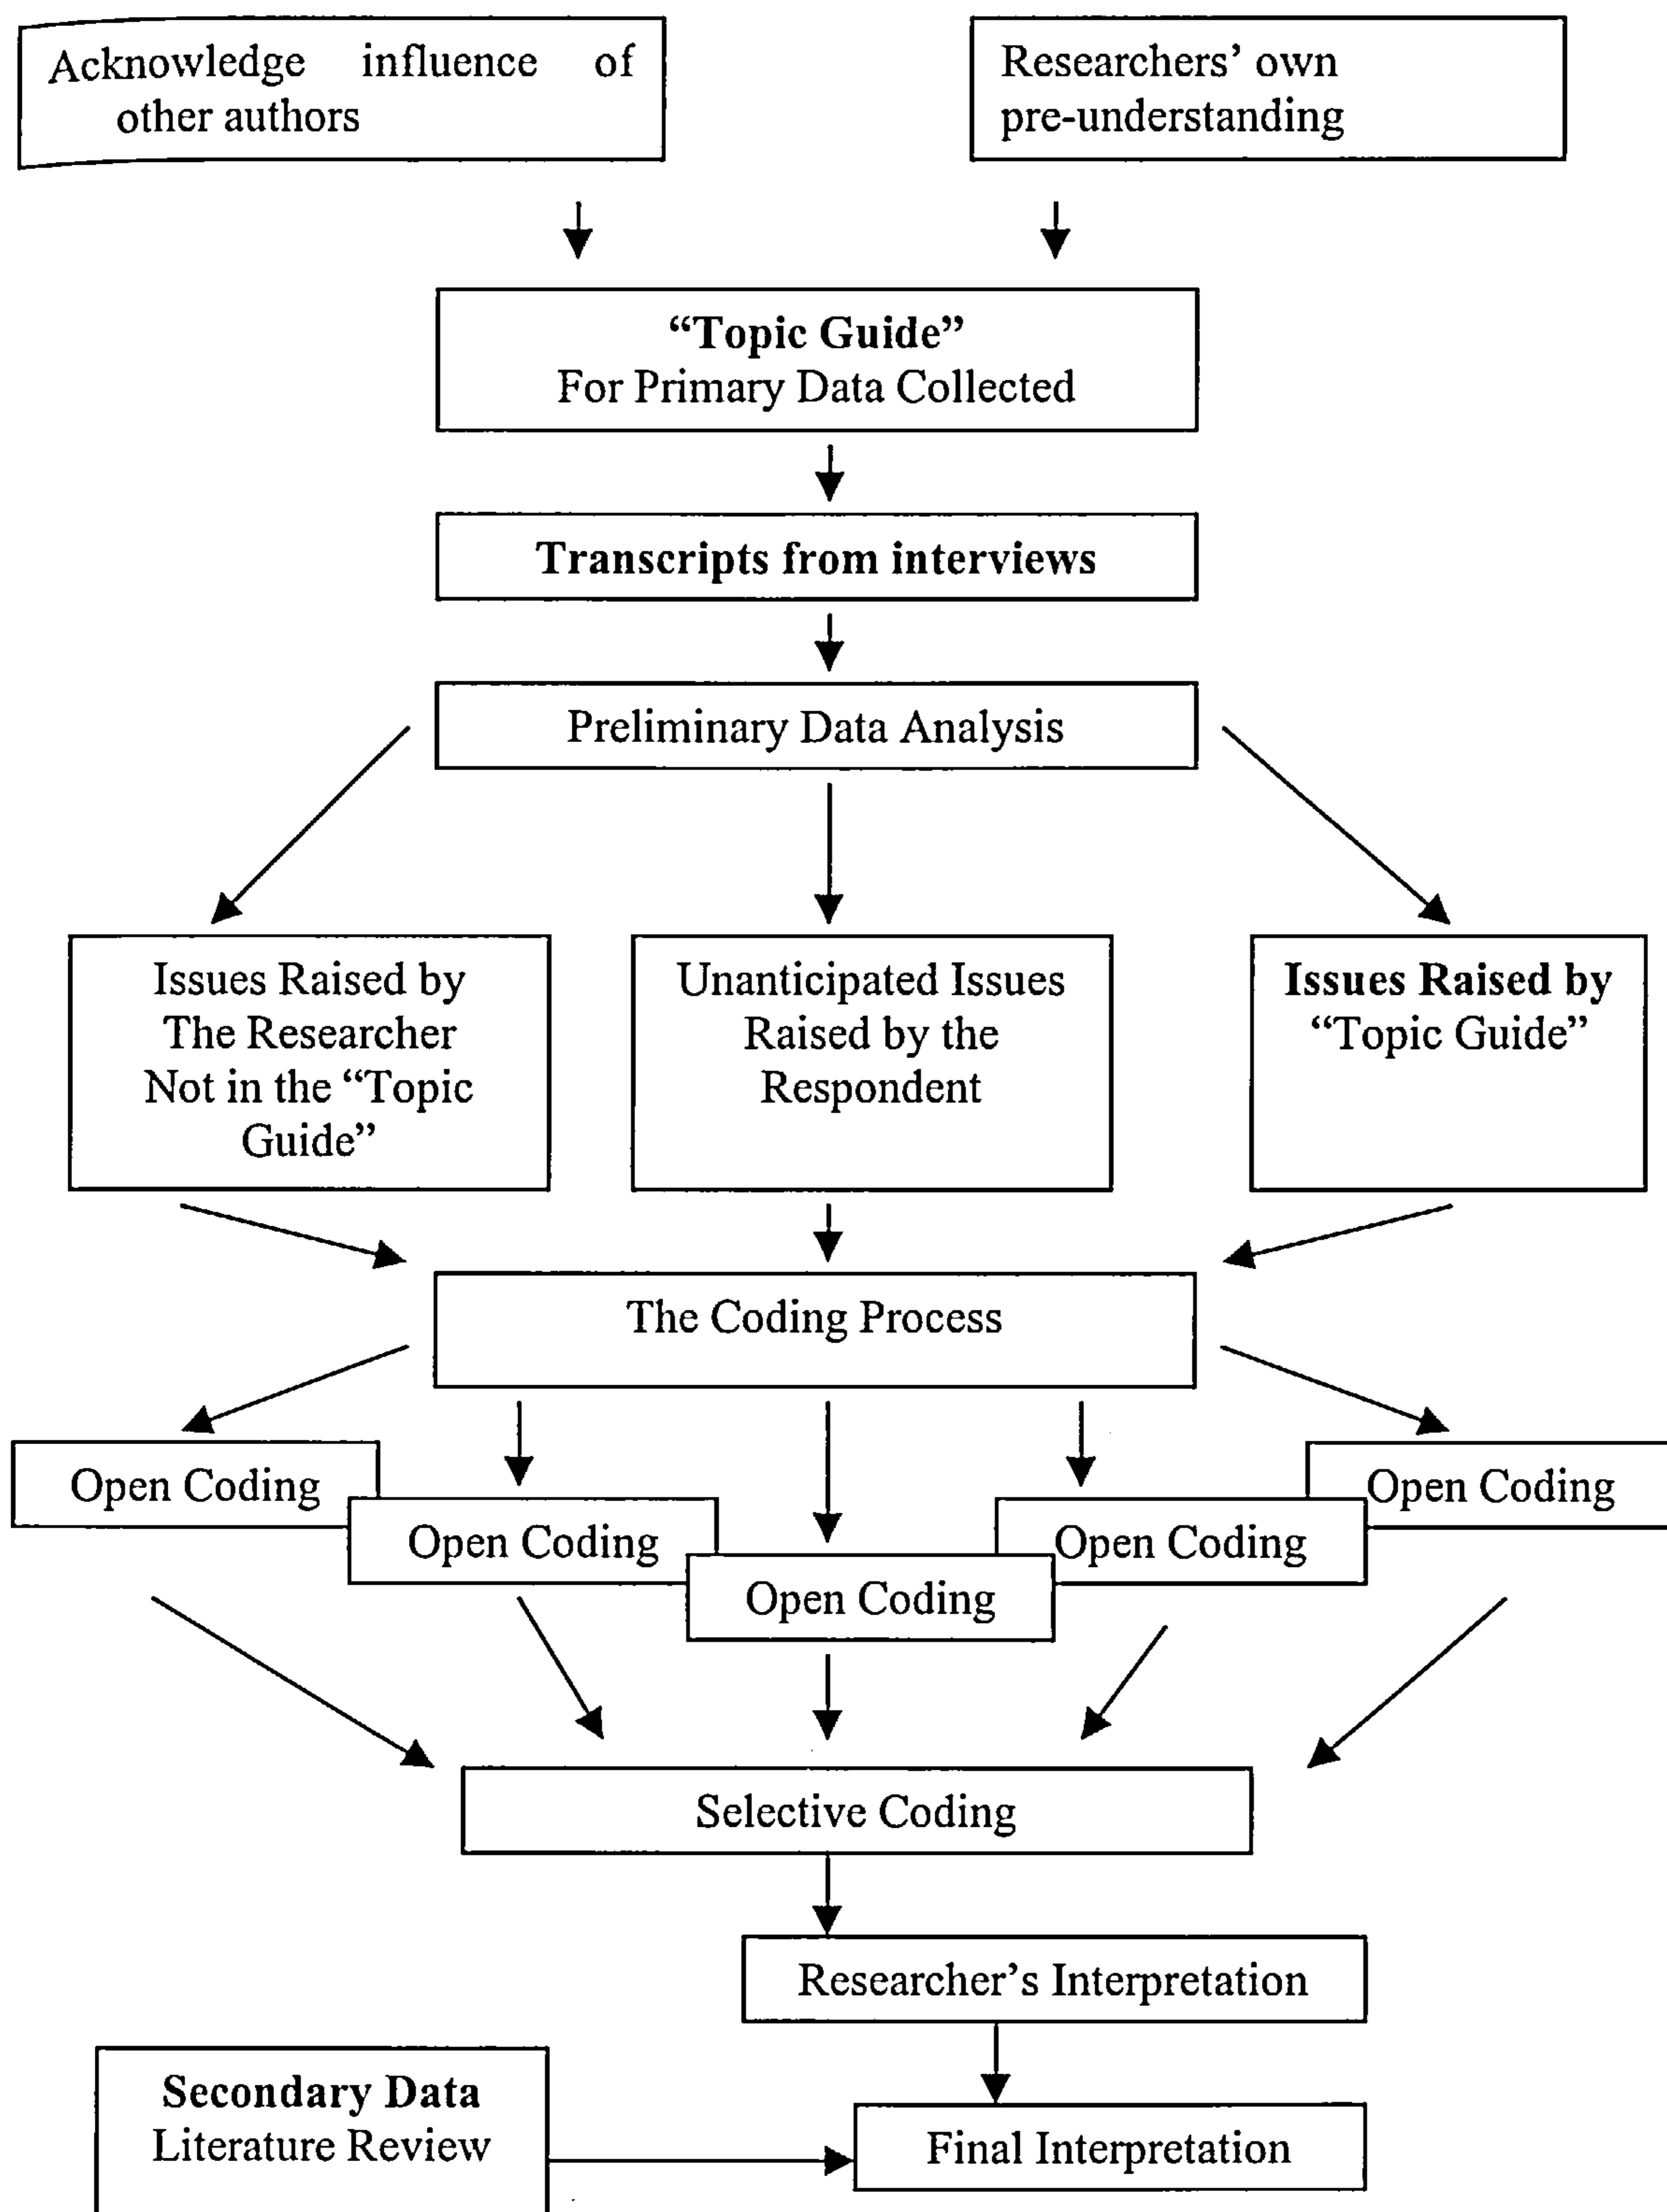 Acknowledge influence of
other authors
Researchers’ own
pre-understanding
“Topic Guide”
For Primary Data Collected
Transcripts from interviews
Preliminary Data Analysis
Issues Raised by
The Researcher
Not in the “Topic
Guide”
Unanticipated Issues
Raised by the
Respondent
Issues Raised by
“Topic Guide”
The Coding Process
Open Coding
Open Coding
Open Coding
Open Coding
Open Coding
Selective Coding
Researcher’s Interpretation
Secondary Data
Literature Review
Final Interpretation